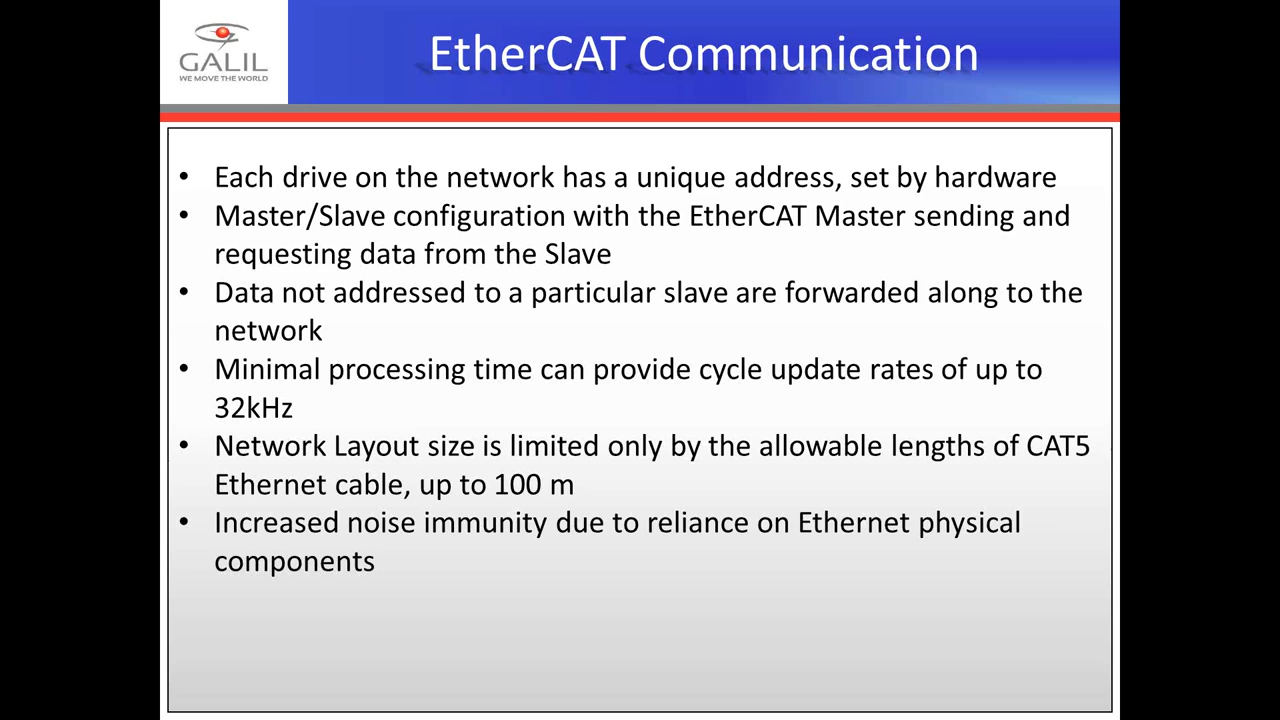 GALIL
WE MOVE THE WORLD
EtherCAT Communication
• Each drive on the network has a unique address, set by hardware
• Master/Slave configuration with the EtherCAT Master sending and
requesting data from the Slave
• Data not addressed to a particular slave are forwarded along to the
network
• Minimal processing time can provide cycle update rates of up to
32kHz
• Network Layout size is limited only by the allowable lengths of CAT5
Ethernet cable, up to 100 m
• Increased noise immunity due to reliance on Ethernet physical
components